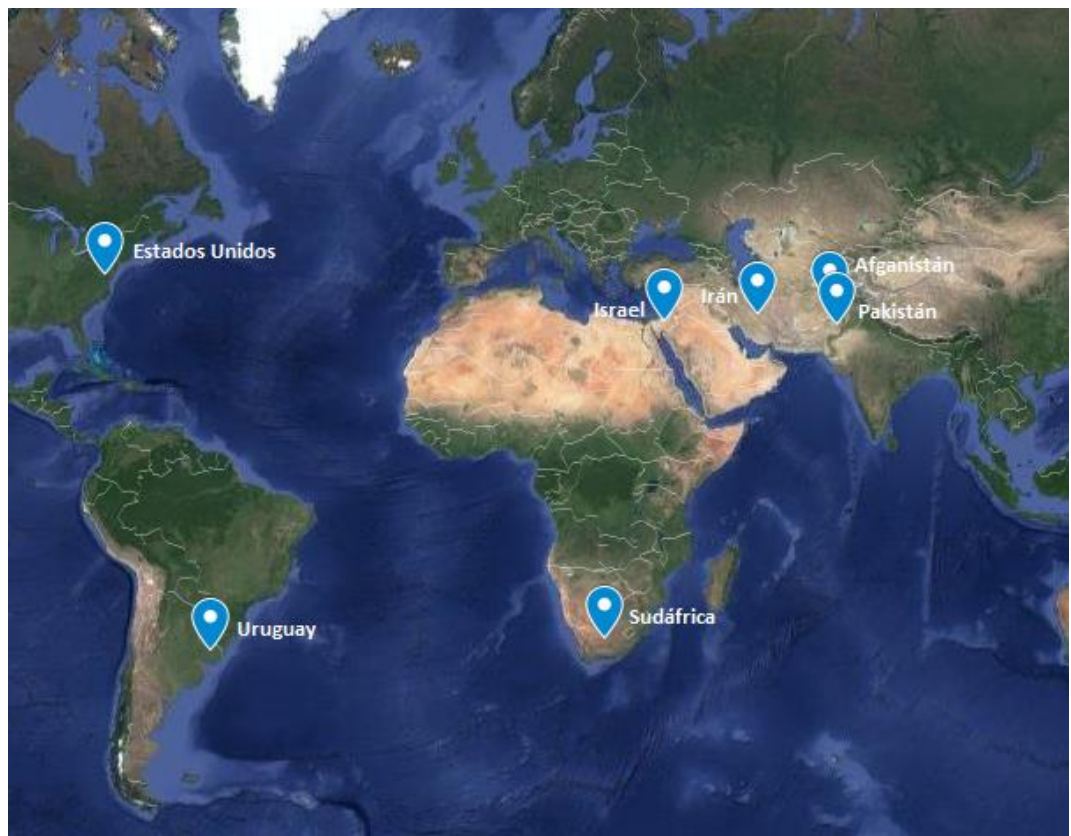 Estados Unidos
Afganistán
Irán
Israel
Pakistán
Sudáfrica
Uruguay